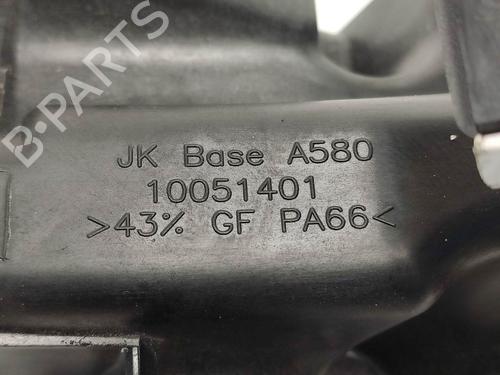 B-PARTS
JK Base A580
10051401
>43% GF PA66<